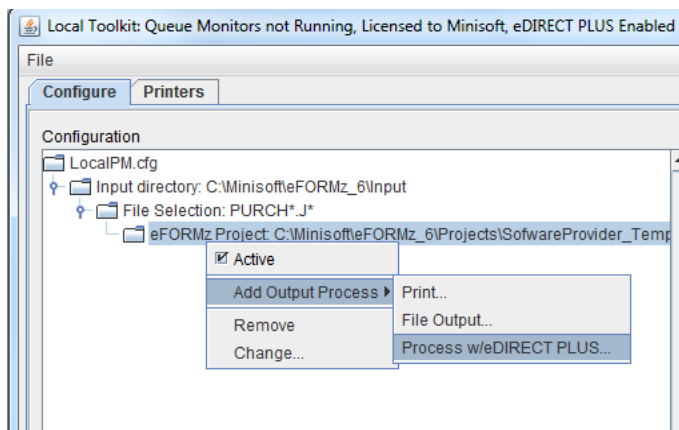 Local Toolkit: Queue Monitors not Running, Licensed to Minisoft, eDIRECT PLUS Enabled
File
Configure Printers
Configuration
LocalPM.cfg
Input directory: C:\Minisoft\eFORMz_6\Input
File Selection: PURCH*.J*
eFORMz Project: C:\Minisoft\eFORMz_6\Projects\SofwareProvider_Temp
Active
Add Output Process Print...
File Output...
Remove
Process w/eDIRECT PLUS...
Change...